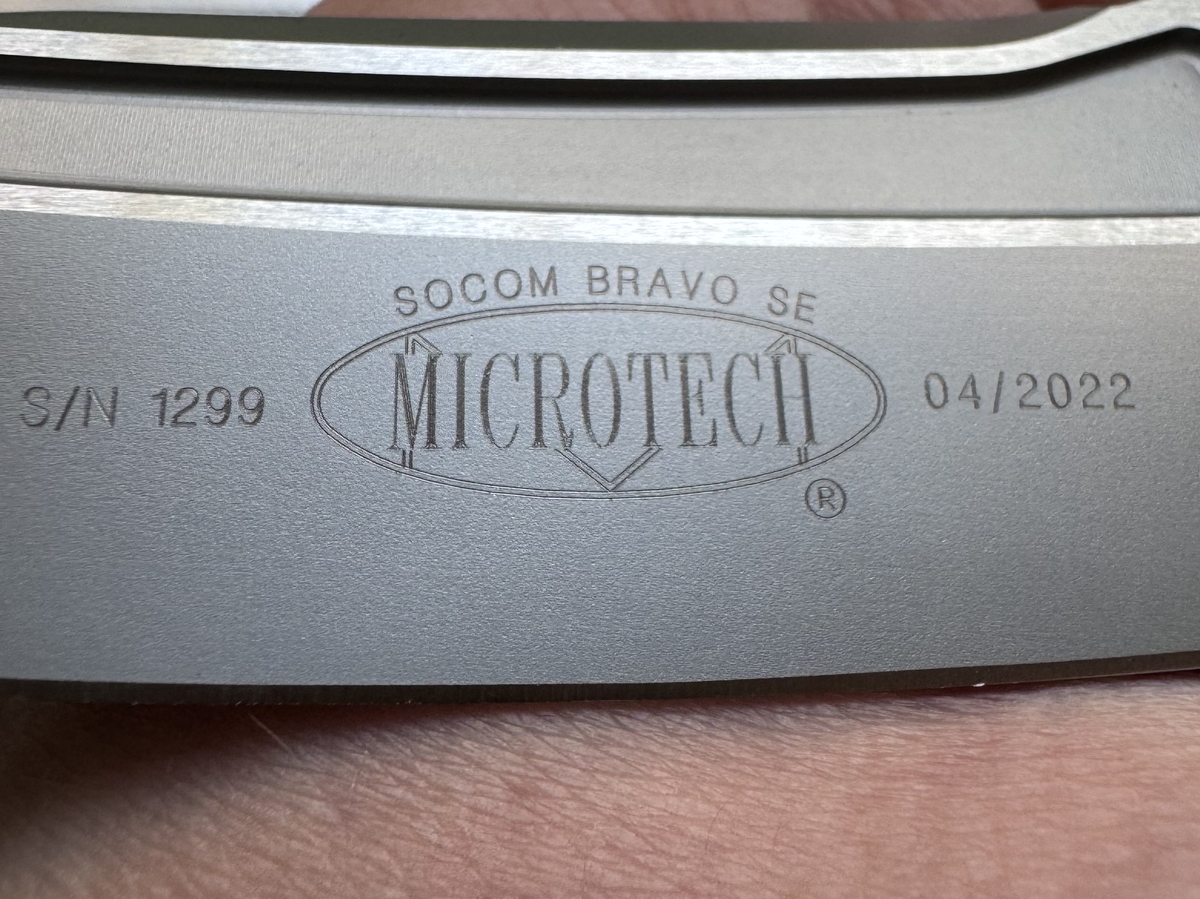 SOCOM BRAVO SE
S/N 1299
MICROTECH
04/2022
®